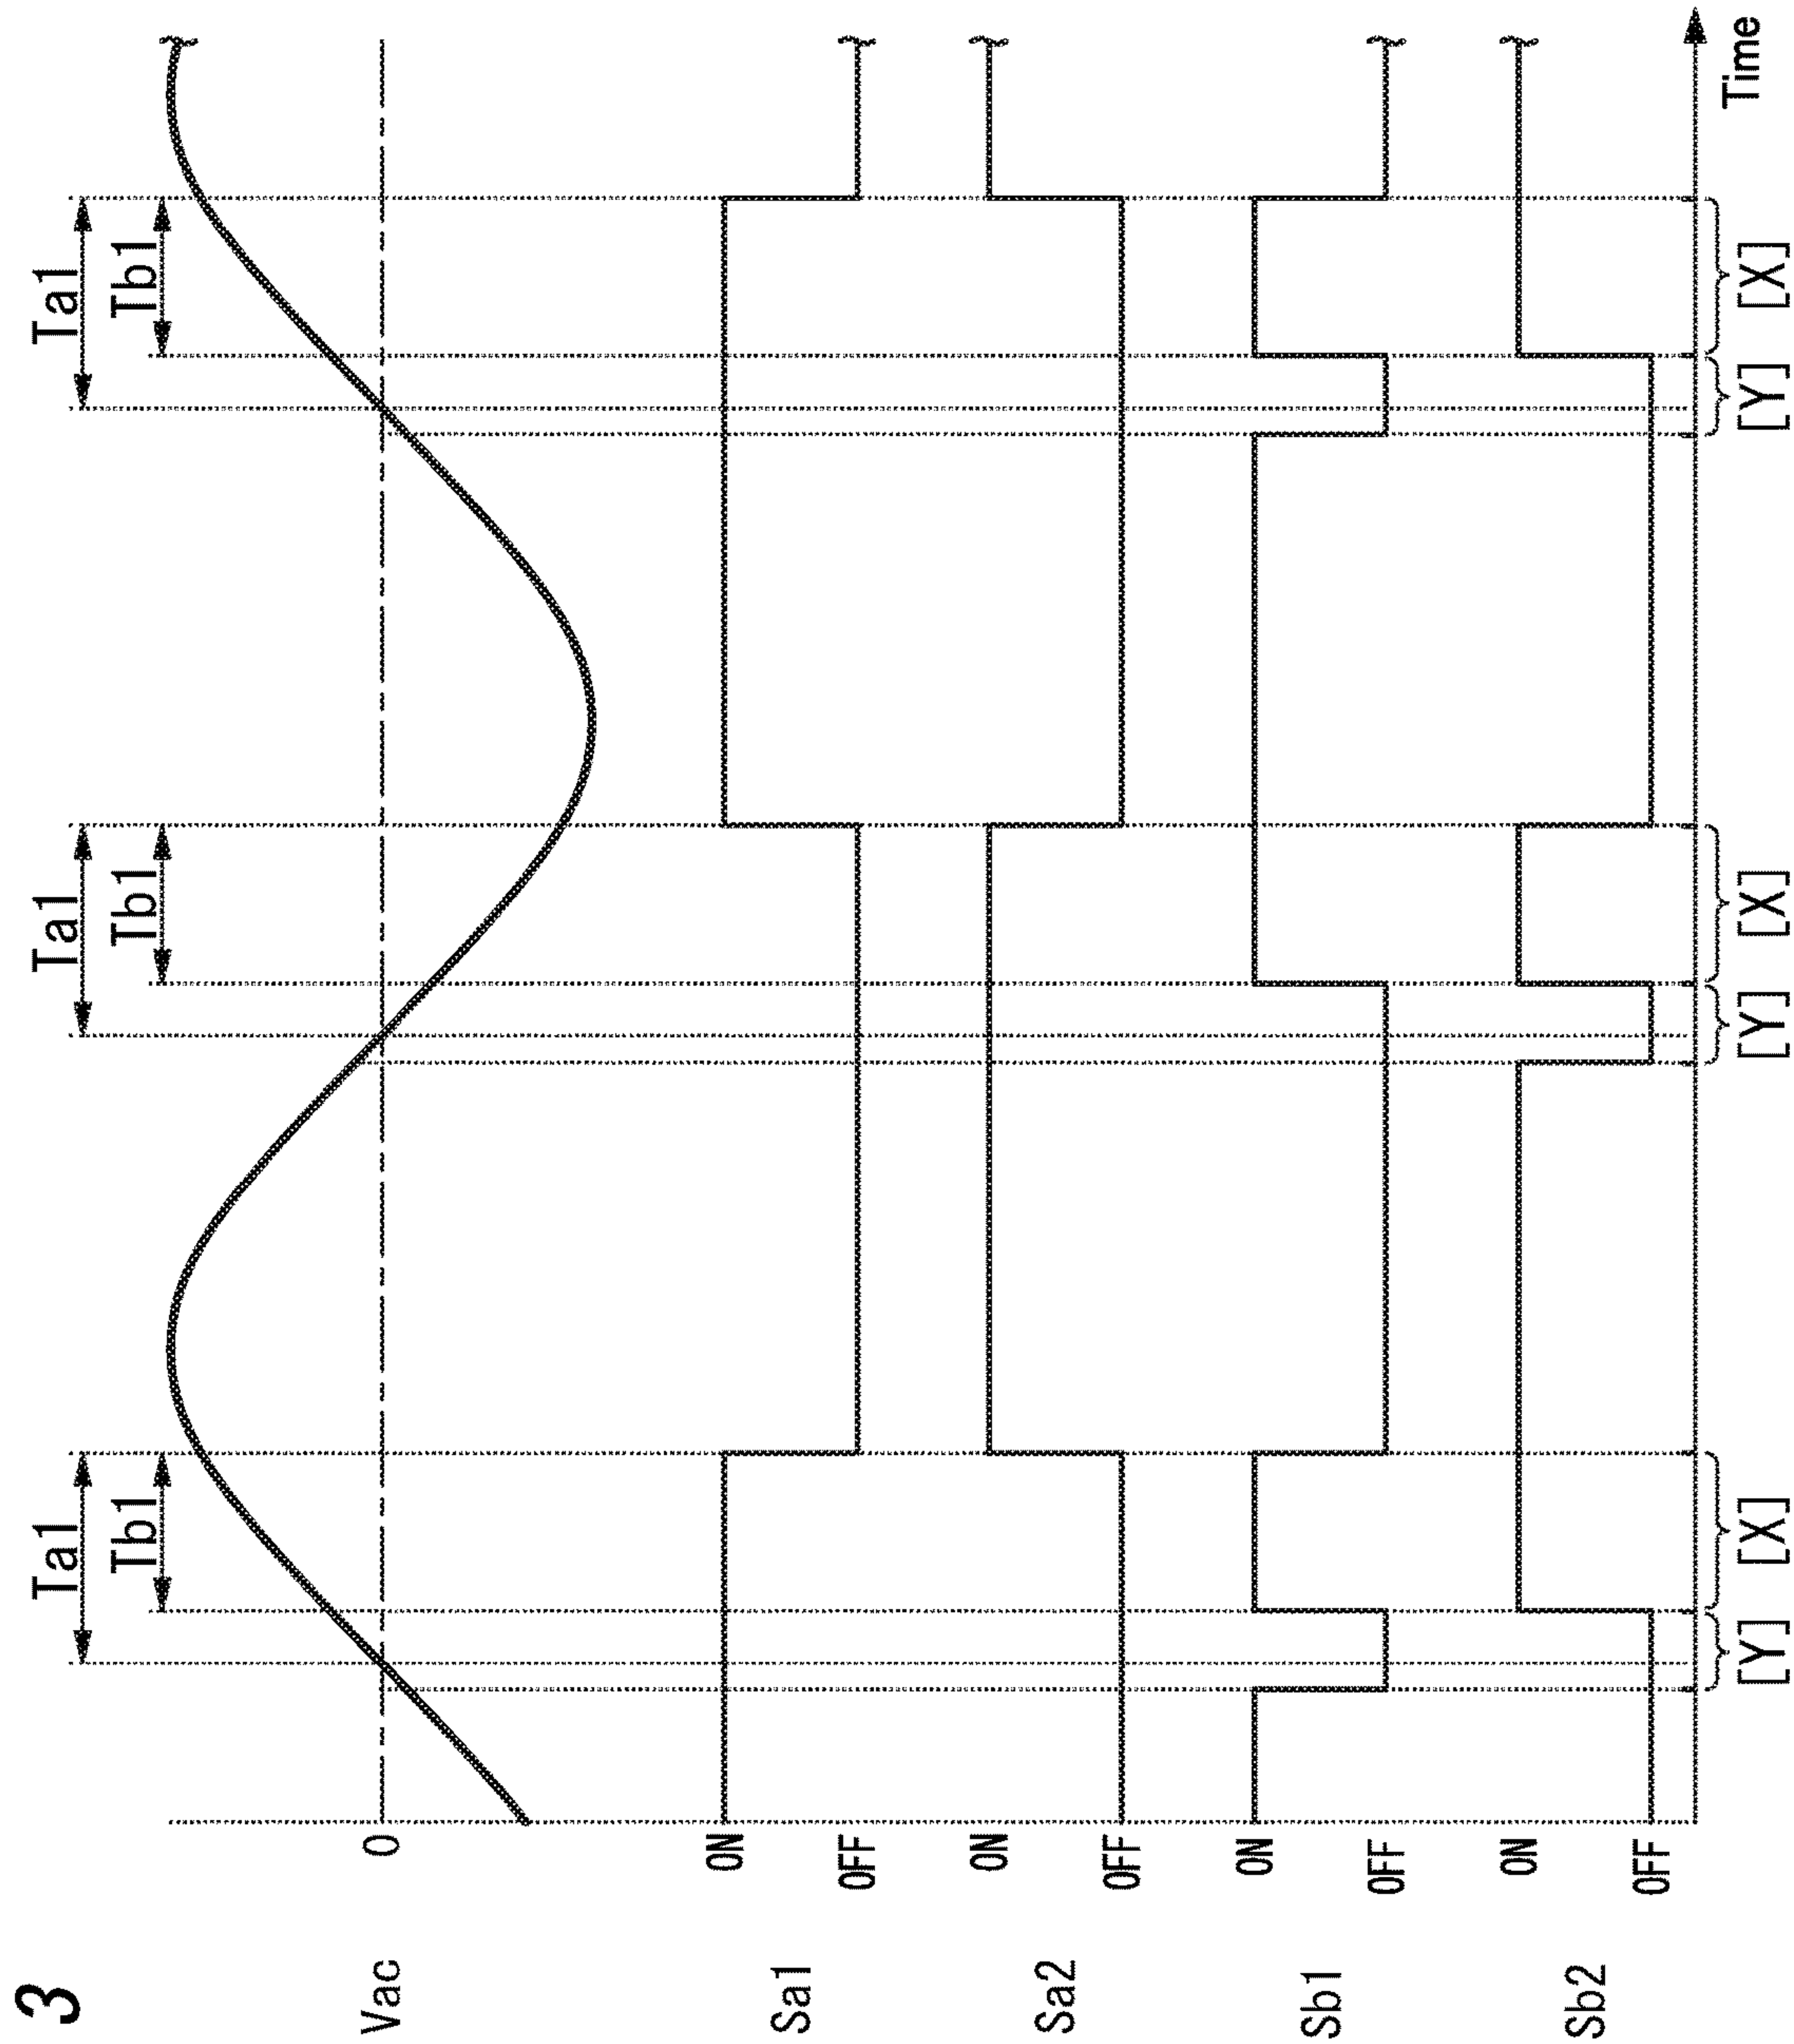 3
Ta1 Ta1 Ta1
Tb1 Tb1 Tb1
Vac 0
Sa1 ON
OFF
Sa2 ON
OFF
Sb1 ON
OFF
Sb2 ON
OFF
Time
[Y] [X] [Y] [X] [Y] [X]